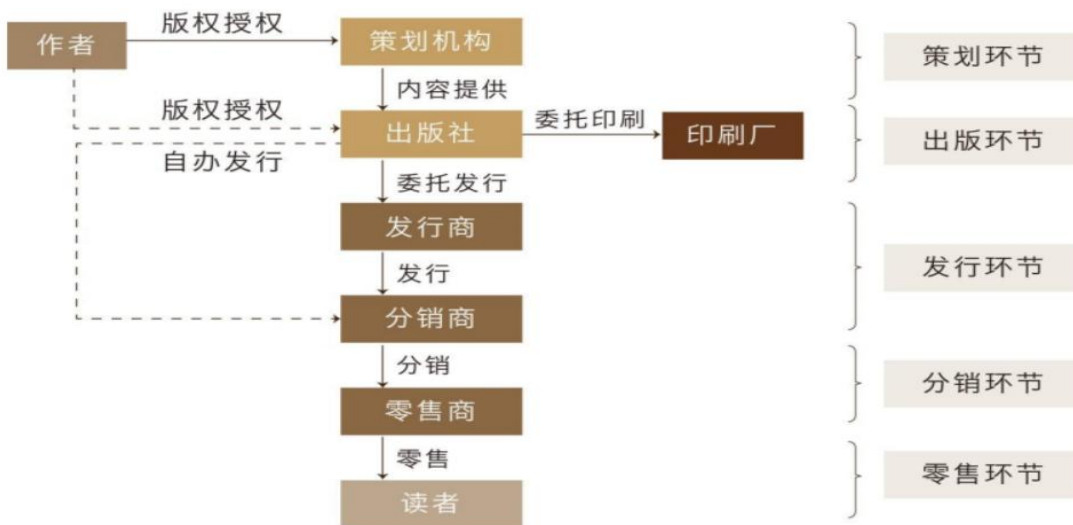 版权授权
作者
策划机构
策划环节
内容提供
版权授权
委托印刷
出版社
印刷厂
出版环节
自办发行
委托发行
发行商
发行
发行环节
分销商
分销
分销环节
零售商
零售
零售环节
读者